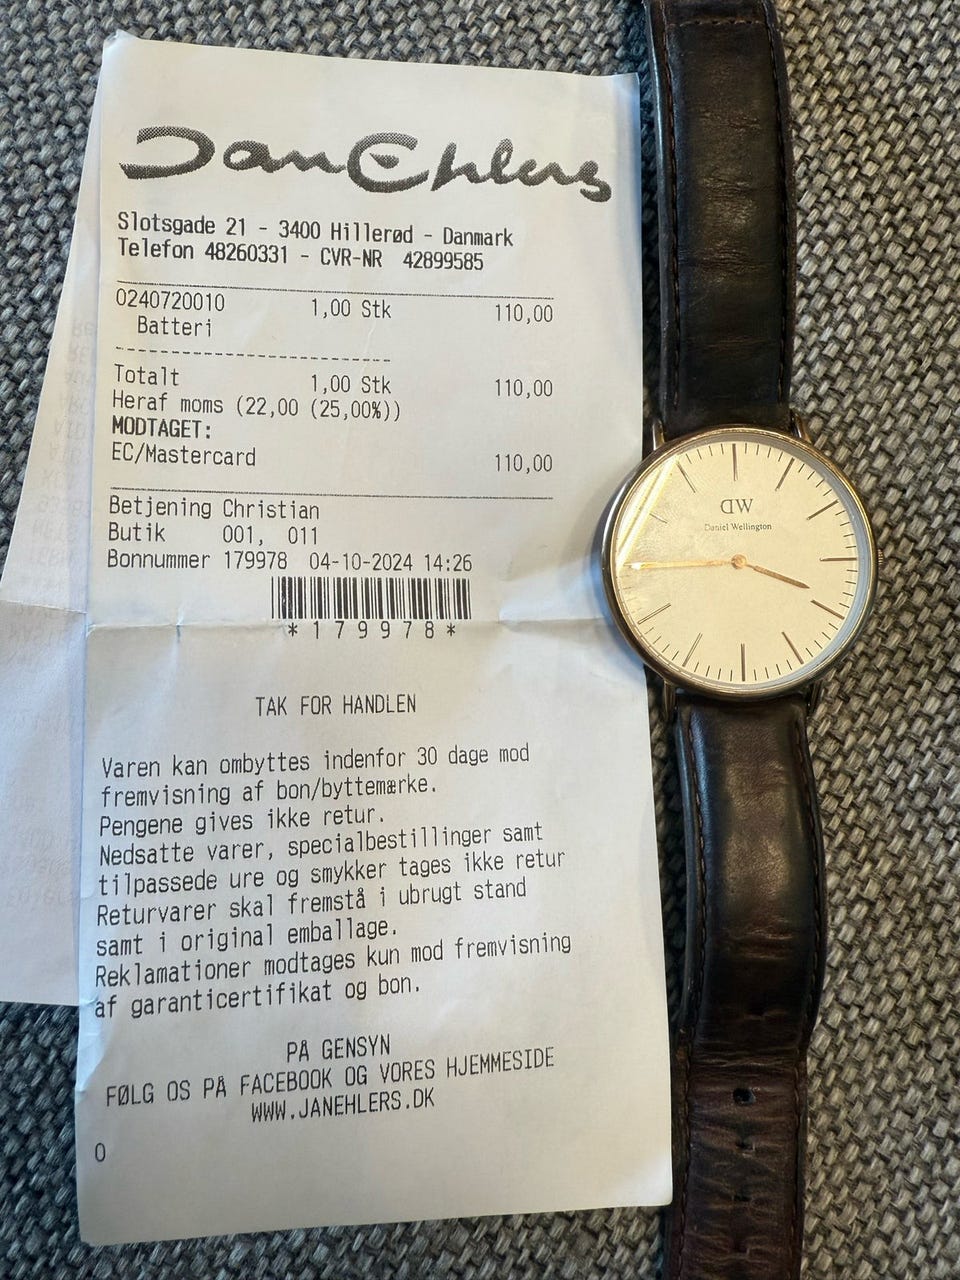 Jan Ehlers
Slotsgade 21 - 3400 Hillerød - Danmark
Telefon 48260331 - CVR-NR 42899585
0240720010 1,00 Stk 110,00
Batteri
Totalt 1,00 Stk 110,00
Heraf moms (22,00 (25,00%))
MODTAGET:
EC/Mastercard 110,00
Betjening Christian
Butik 001, 011
Bonnummer 179978 04-10-2024 14:26
*179978*
TAK FOR HANDLEN
Varen kan ombyttes indenfor 30 dage mod
fremvisning af bon/byttemærke.
Pengene gives ikke retur.
Nedsatte varer, specialbestillinger samt
tilpassede ure og smykker tages ikke retur
Returvarer skal fremstå i ubrugt stand
samt i original emballage.
Reklamationer modtages kun mod fremvisning
af garanticertifikat og bon.
PÅ GENSYN
FØLG OS PÅ FACEBOOK OG VORES HJEMMESIDE
WWW.JANEHLERS.DK
0
DW
Daniel Wellington